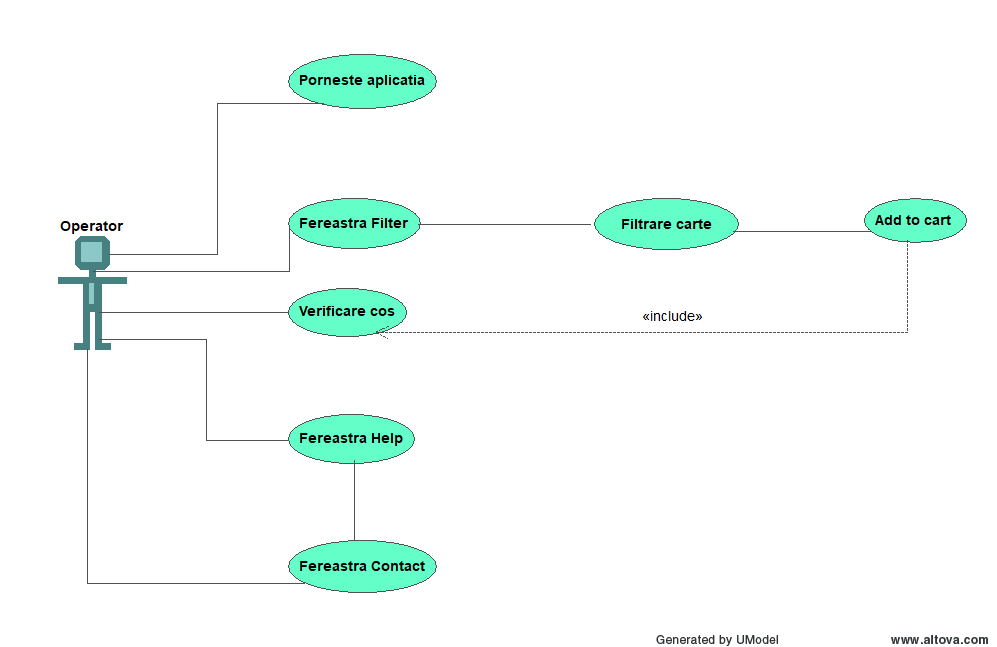 Porneste aplicatia
Operator
Fereastra Filter
Filtrare carte
Add to cart
Verificare cos
«include»
Fereastra Help
Fereastra Contact
Generated by UModel
www.altova.com